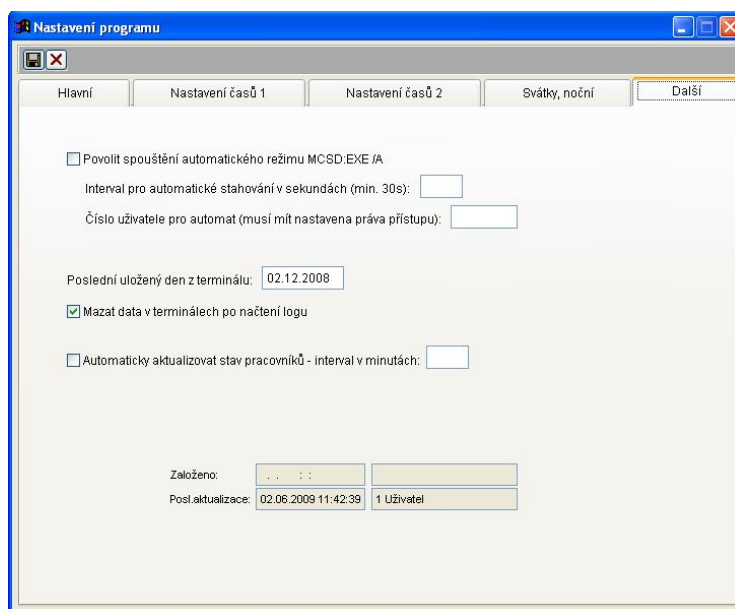 Nastavení programu
Hlavní Nastavení časů 1 Nastavení časů 2 Svátky, noční Další
Povolit spouštění automatického režimu MCSD:EXE /A
Interval pro automatické stahování v sekundách (min. 30s):
Číslo uživatele pro automat (musí mít nastavena práva přístupu):
Poslední uložený den z terminálu: 02.12.2008
Mazat data v terminálech po načtení logu
Automaticky aktualizovat stav pracovníků - interval v minutách:
Založeno: . . : :
Posl.aktualizace: 02.06.2009 11:42:39 1 Uživatel